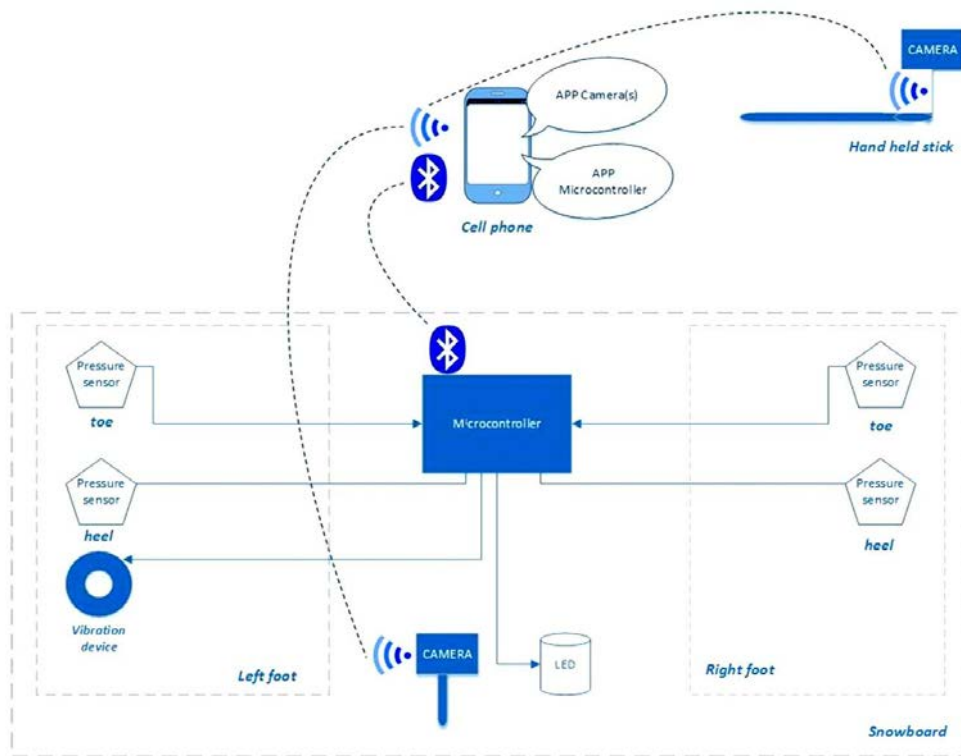 CAMERA
APP Camera(s)
Hand held stick
APP
Microcontroller
Cell phone
Pressure
sensor
toe
Microcontroller
Pressure
sensor
toe
Pressure
sensor
heel
Pressure
sensor
heel
Vibration
device
CAMERA
LED
Left foot
Right foot
Snowboard